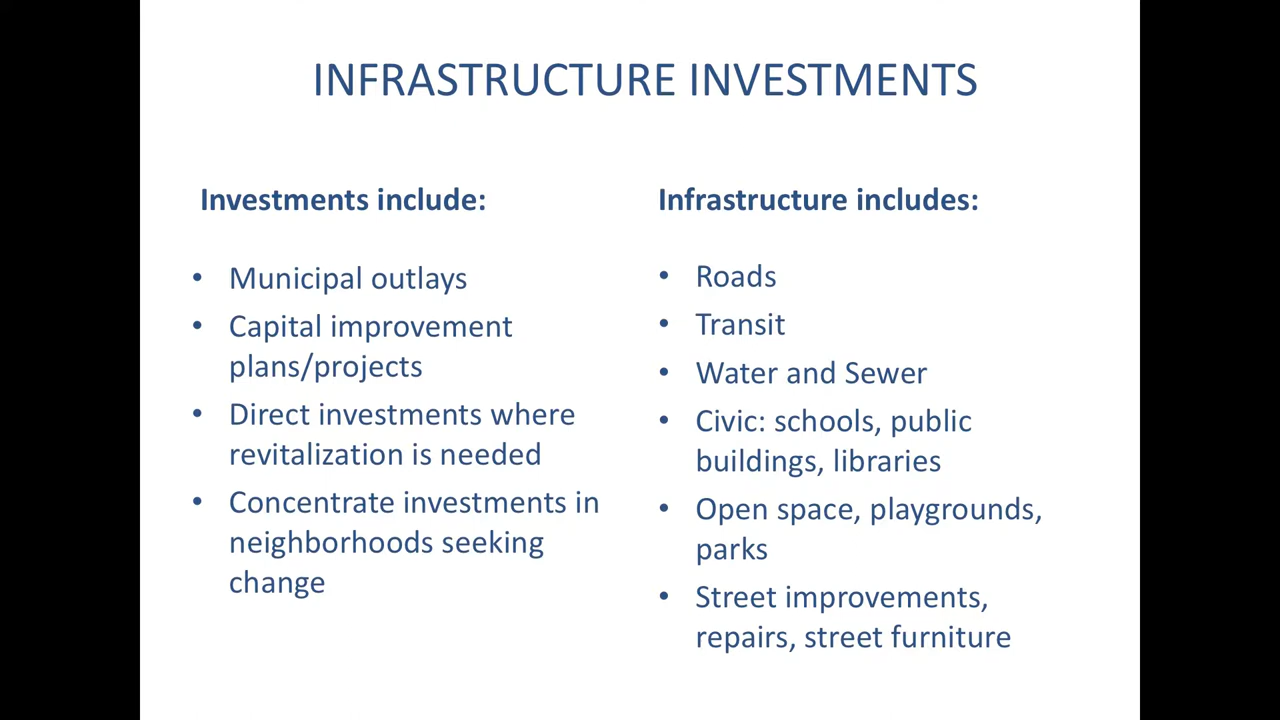 INFRASTRUCTURE INVESTMENTS
Investments include:
• Municipal outlays
• Capital improvement
plans/projects
• Direct investments where
revitalization is needed
• Concentrate investments in
neighborhoods seeking
change
Infrastructure includes:
• Roads
• Transit
• Water and Sewer
• Civic: schools, public
buildings, libraries
• Open space, playgrounds,
parks
• Street improvements,
repairs, street furniture